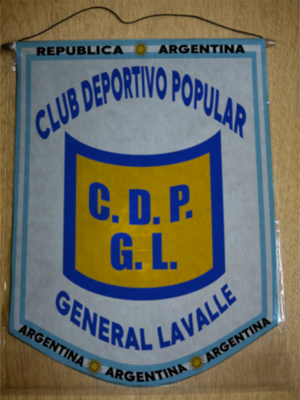 REPUBLICA ARGENTINA
CLUB DEPORTIVO POPULAR
C. D. P.
G. L.
GENERAL LAVALLE
ARGENTINA ARGENTINA ARGENTINA